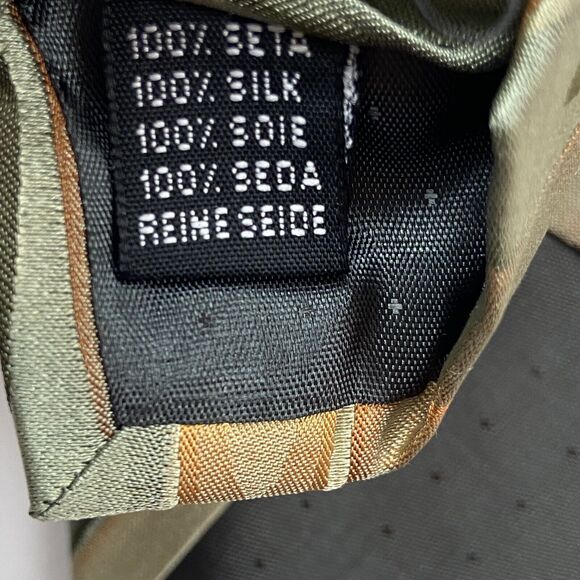 100% SETA
100% SILK
100% SOIE
100% SEDA
REINE SEIDE